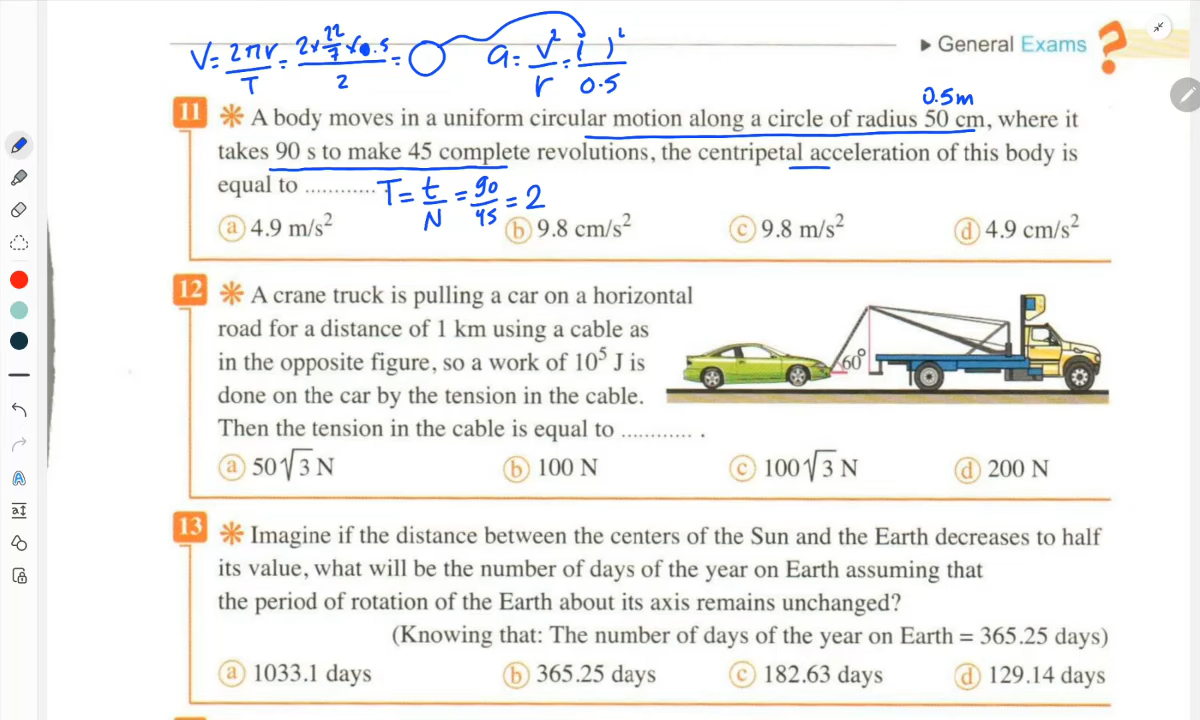 ▸ General Exams
V = 2πr / T = 2 × 22/7 × 0.5 / 2 = a = v² / r = ( )² / 0.5
0.5m
11 * A body moves in a uniform circular motion along a circle of radius 50 cm, where it
takes 90 s to make 45 complete revolutions, the centripetal acceleration of this body is
equal to ............ .
T = t / N = 90 / 45 = 2
a 4.9 m/s² b 9.8 cm/s² c 9.8 m/s² d 4.9 cm/s²
12 * A crane truck is pulling a car on a horizontal
road for a distance of 1 km using a cable as
in the opposite figure, so a work of 10⁵ J is
done on the car by the tension in the cable.
Then the tension in the cable is equal to ............ .
60°
a 50√3 N b 100 N c 100√3 N d 200 N
13 * Imagine if the distance between the centers of the Sun and the Earth decreases to half
its value, what will be the number of days of the year on Earth assuming that
the period of rotation of the Earth about its axis remains unchanged?
(Knowing that: The number of days of the year on Earth = 365.25 days)
a 1033.1 days b 365.25 days c 182.63 days d 129.14 days